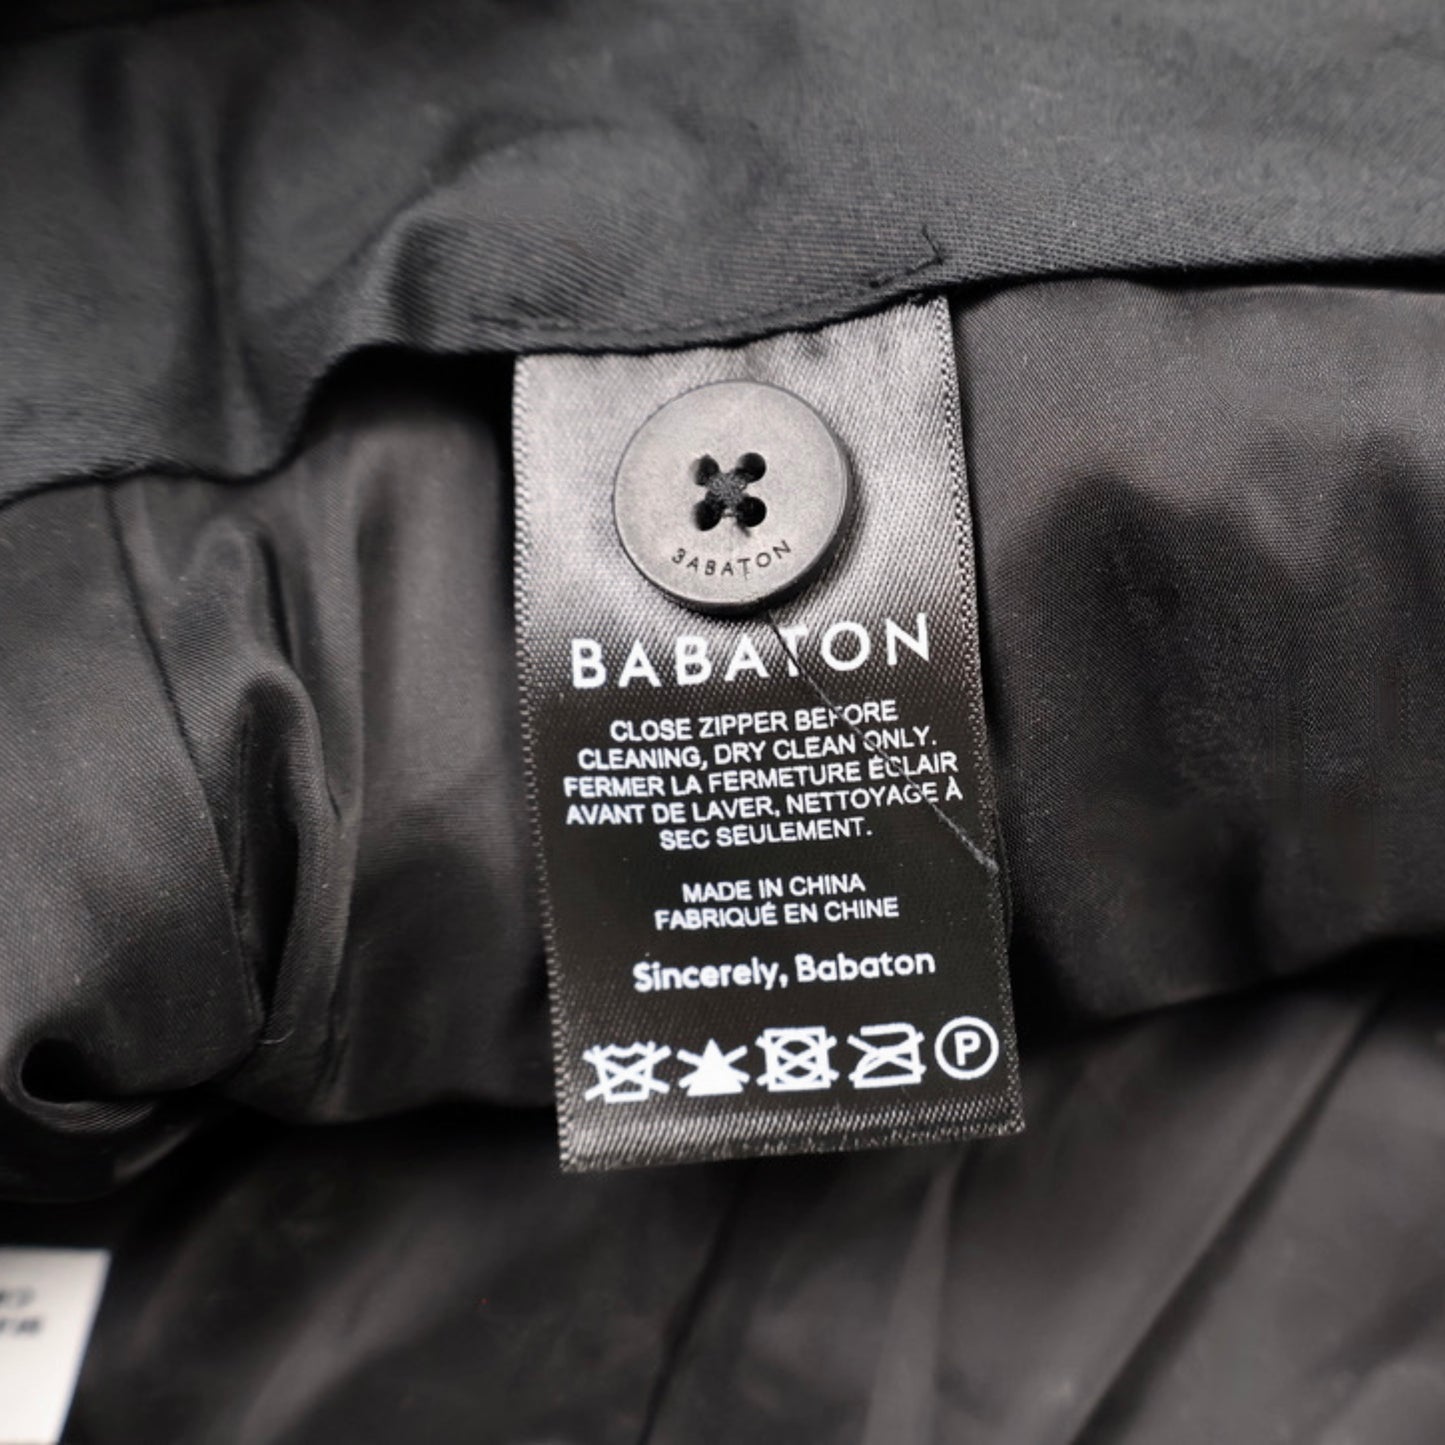 BABATON
BABATON
CLOSE ZIPPER BEFORE
CLEANING, DRY CLEAN ONLY.
FERMER LA FERMETURE ÉCLAIR
AVANT DE LAVER, NETTOYAGE À
SEC SEULEMENT.
MADE IN CHINA
FABRIQUÉ EN CHINE
Sincerely, Babaton
P